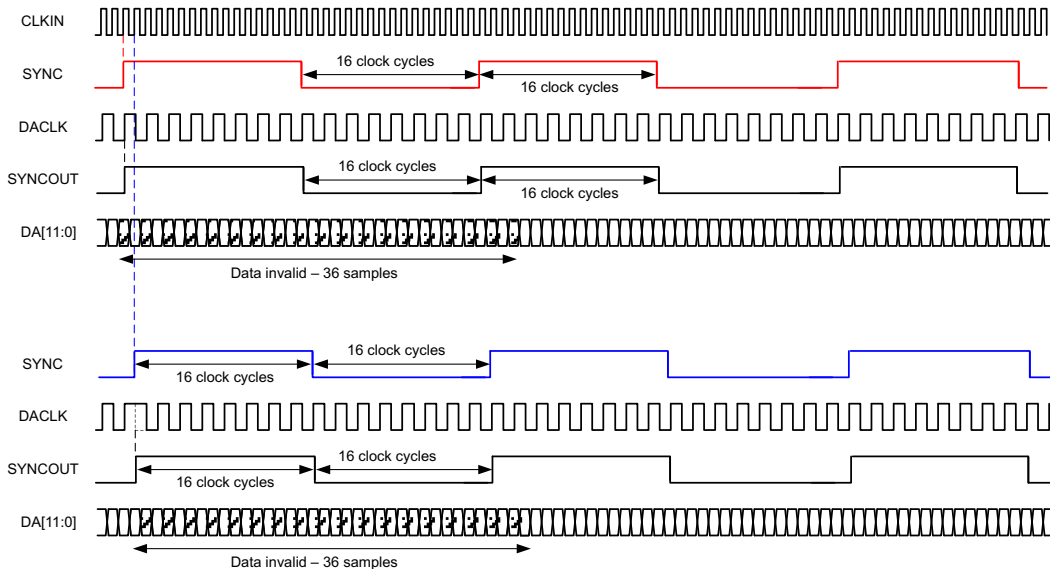 CLKIN
SYNC
16 clock cycles
16 clock cycles
DACLK
SYNCOUT
16 clock cycles
16 clock cycles
DA[11:0]
Data invalid – 36 samples
SYNC
16 clock cycles
16 clock cycles
DACLK
SYNCOUT
16 clock cycles
16 clock cycles
DA[11:0]
Data invalid – 36 samples